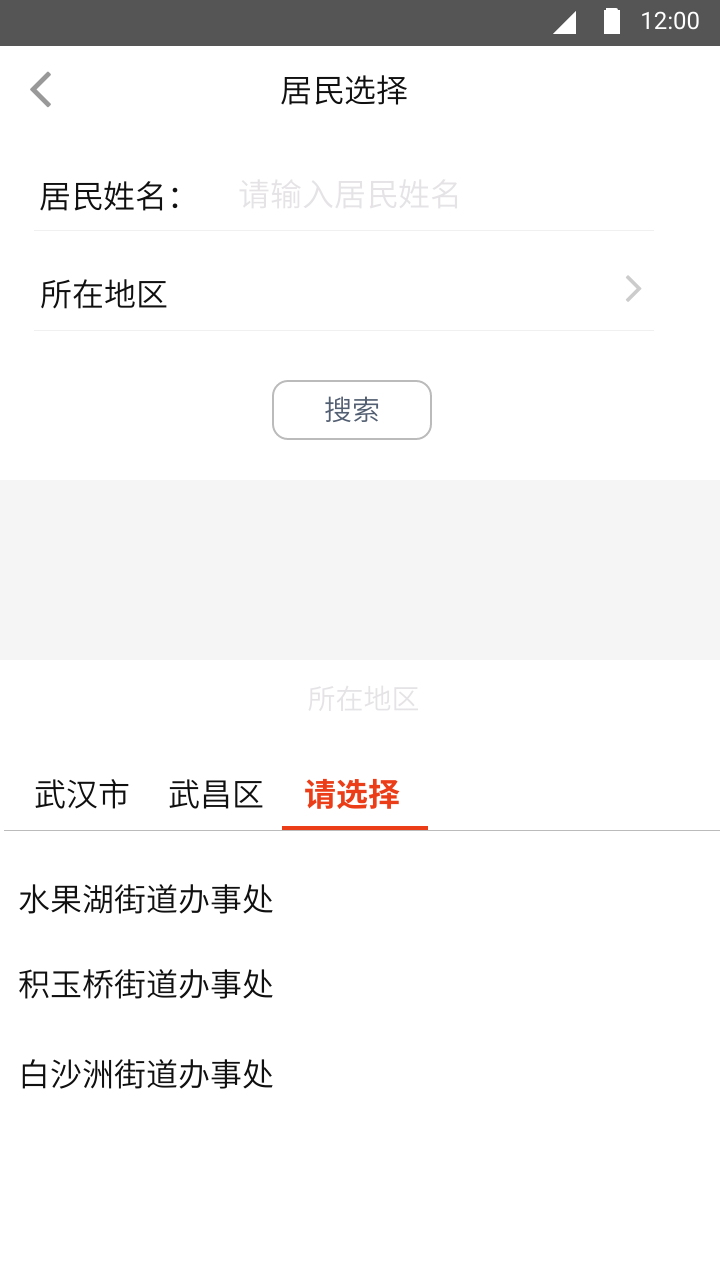 12:00
居民选择
居民姓名： 请输入居民姓名
所在地区
搜索
所在地区
武汉市 武昌区 请选择
水果湖街道办事处
积玉桥街道办事处
白沙洲街道办事处